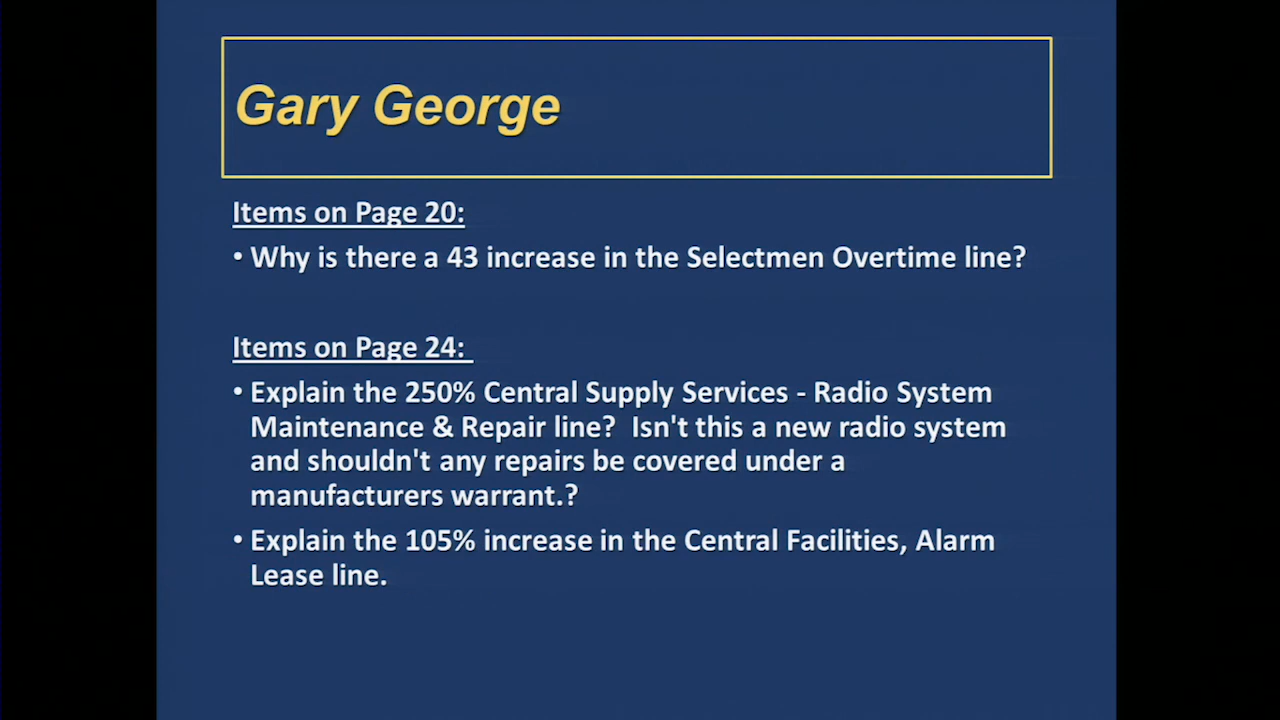 Gary George
Items on Page 20:
• Why is there a 43 increase in the Selectmen Overtime line?
Items on Page 24:
• Explain the 250% Central Supply Services - Radio System
Maintenance & Repair line? Isn't this a new radio system
and shouldn't any repairs be covered under a
manufacturers warrant.?
• Explain the 105% increase in the Central Facilities, Alarm
Lease line.